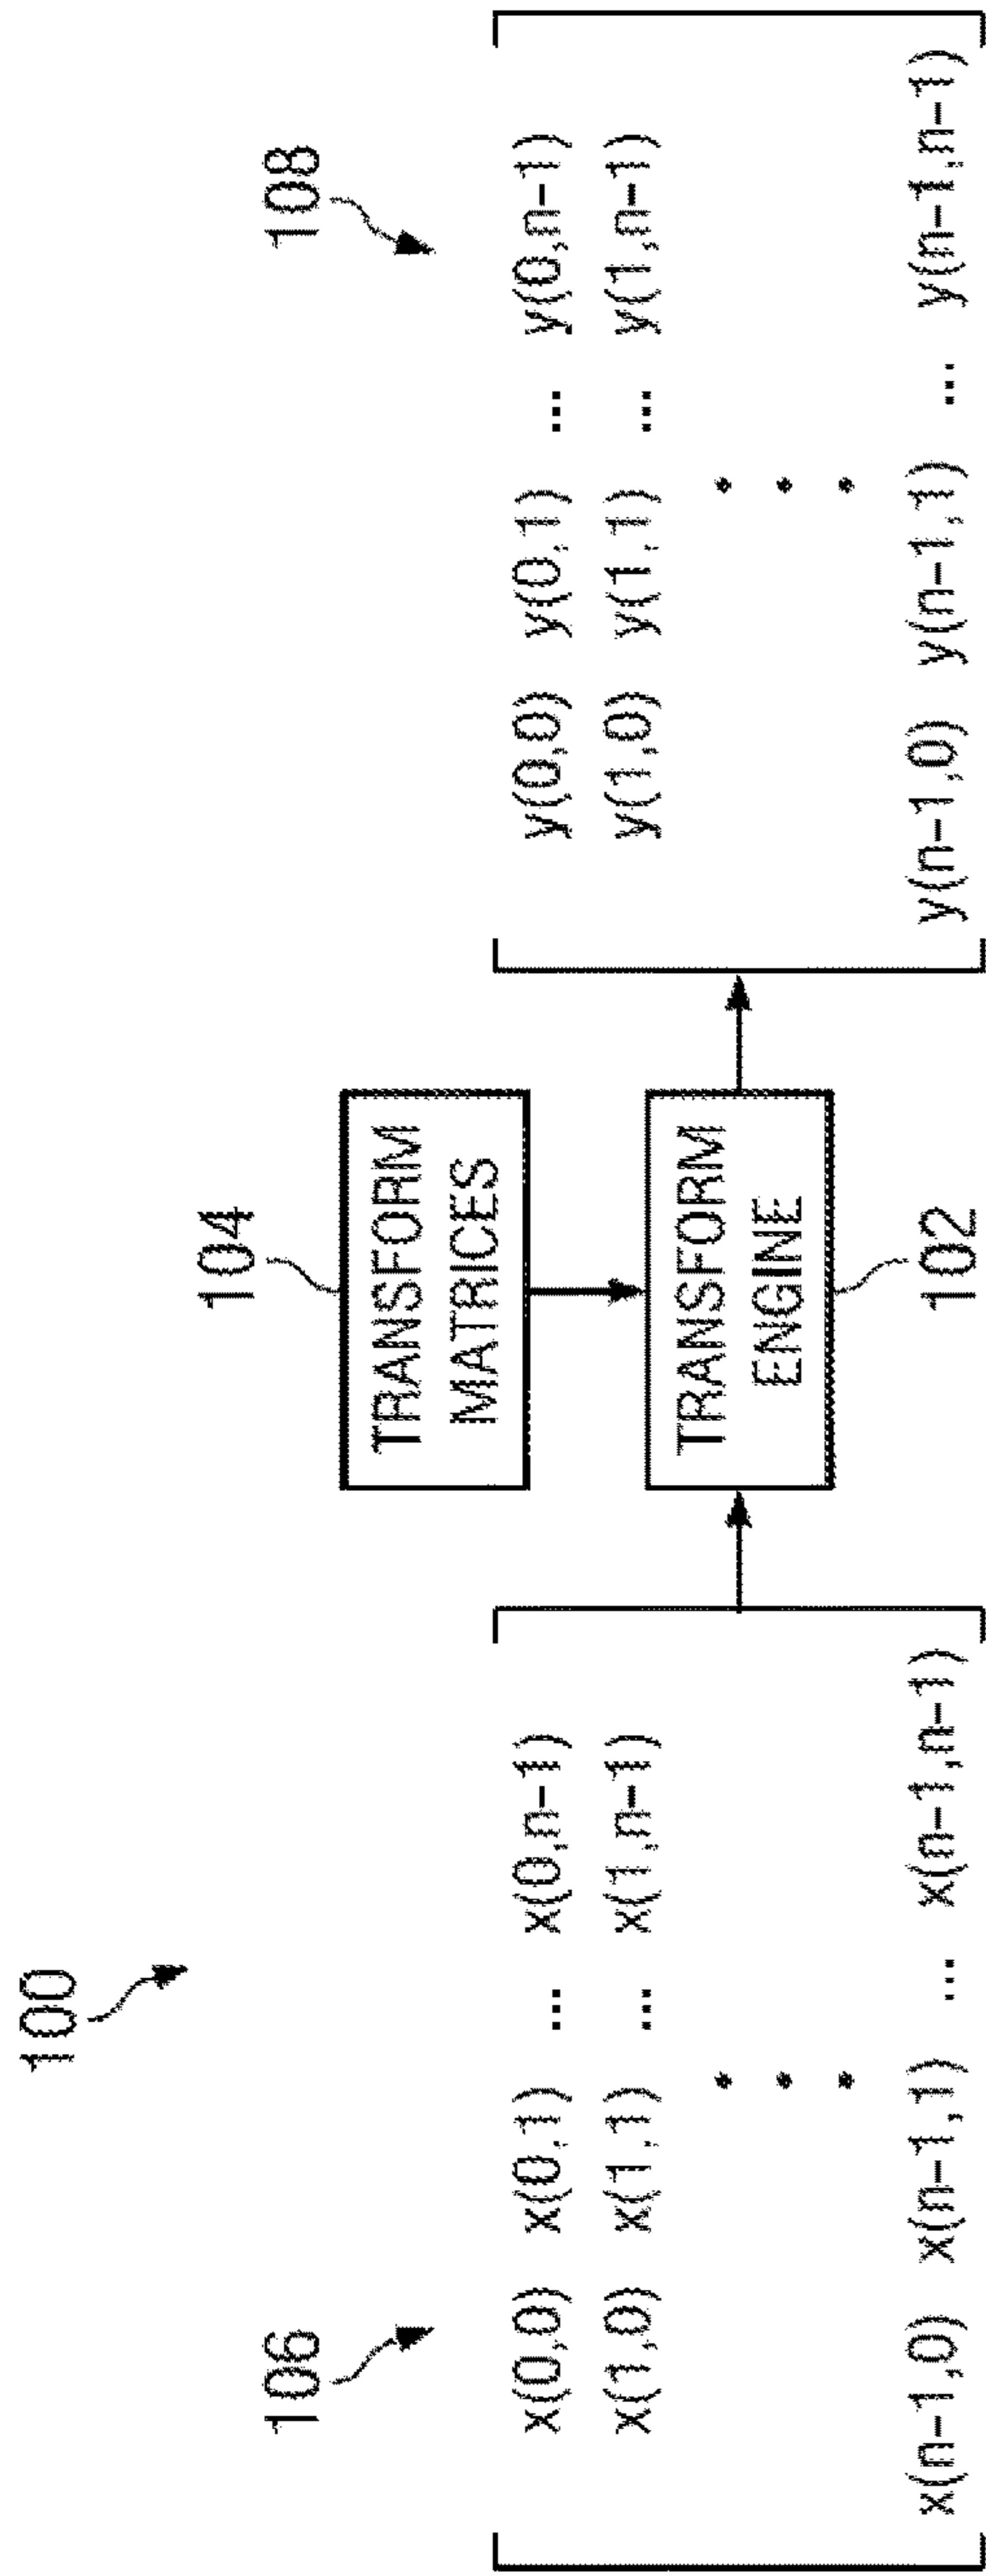 100
106
x(0,0) x(0,1) ... x(0,n-1)
x(1,0) x(1,1) ... x(1,n-1)
x(n-1,0) x(n-1,1) ... x(n-1,n-1)
104
TRANSFORM
MATRICES
TRANSFORM
ENGINE
102
108
y(0,0) y(0,1) ... y(0,n-1)
y(1,0) y(1,1) ... y(1,n-1)
y(n-1,0) y(n-1,1) ... y(n-1,n-1)